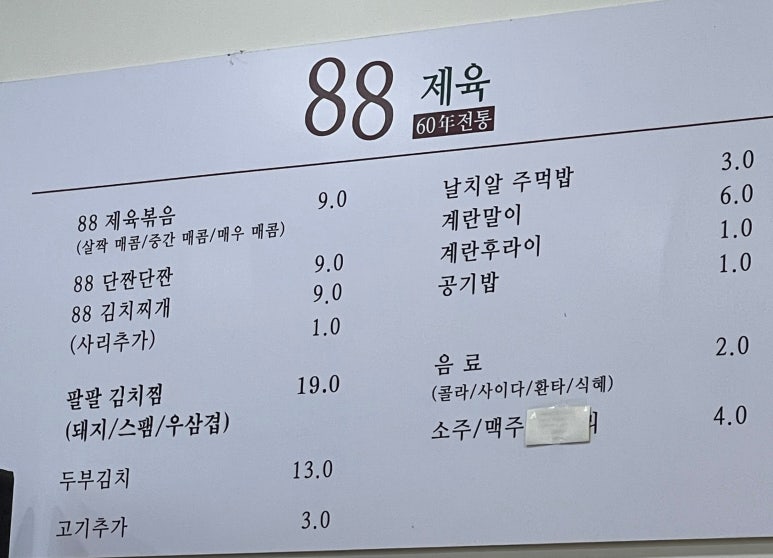 88 제육
60年전통
88 제육볶음 9.0
(살짝 매콤/중간 매콤/매우 매콤)
88 단짠단짠 9.0
88 김치찌개 9.0
(사리추가) 1.0
팔팔 김치찜 19.0
(돼지/스팸/우삼겹)
두부김치 13.0
고기추가 3.0
날치알 주먹밥 3.0
계란말이 6.0
계란후라이 1.0
공기밥 1.0
음 료 2.0
(콜라/사이다/환타/식혜)
소주/맥주 4.0